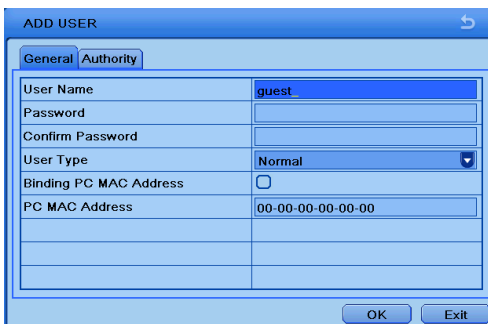 ADD USER
General Authority
User Name guest_
Password
Confirm Password
User Type Normal
Binding PC MAC Address
PC MAC Address 00-00-00-00-00-00
OK Exit